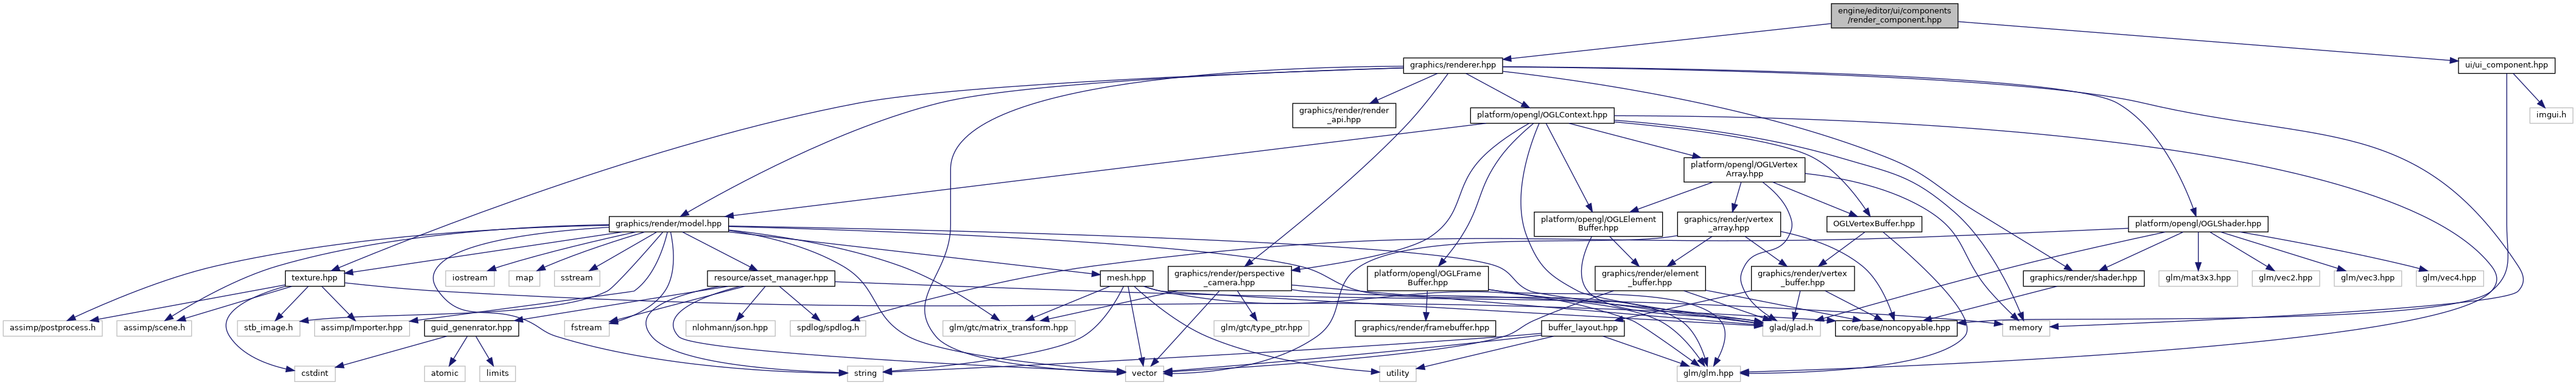 engine/editor/ui/components
/render_component.hpp
graphics/renderer.hpp
ui/ui_component.hpp
graphics/render/render
_api.hpp
platform/opengl/OGLContext.hpp
imgui.h
platform/opengl/OGLVertex
Array.hpp
graphics/render/model.hpp
platform/opengl/OGLElement
Buffer.hpp
graphics/render/vertex
_array.hpp
OGLVertexBuffer.hpp
platform/opengl/OGLShader.hpp
texture.hpp
iostream
map
sstream
resource/asset_manager.hpp
mesh.hpp
graphics/render/perspective
_camera.hpp
platform/opengl/OGLFrame
Buffer.hpp
graphics/render/element
_buffer.hpp
graphics/render/vertex
_buffer.hpp
graphics/render/shader.hpp
glm/mat3x3.hpp
glm/vec2.hpp
glm/vec3.hpp
glm/vec4.hpp
assimp/postprocess.h
assimp/scene.h
stb_image.h
assimp/Importer.hpp
guid_genenrator.hpp
fstream
nlohmann/json.hpp
spdlog/spdlog.h
glm/gtc/matrix_transform.hpp
glm/gtc/type_ptr.hpp
graphics/render/framebuffer.hpp
buffer_layout.hpp
glad/glad.h
core/base/noncopyable.hpp
memory
cstdint
atomic
limits
string
vector
utility
glm/glm.hpp